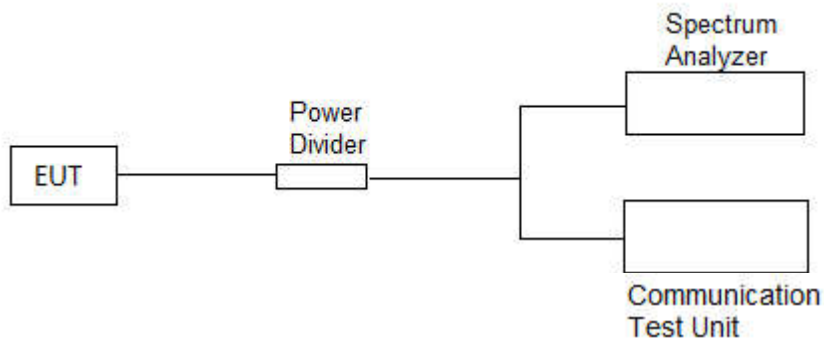 EUT
Power
Divider
Spectrum
Analyzer
Communication
Test Unit